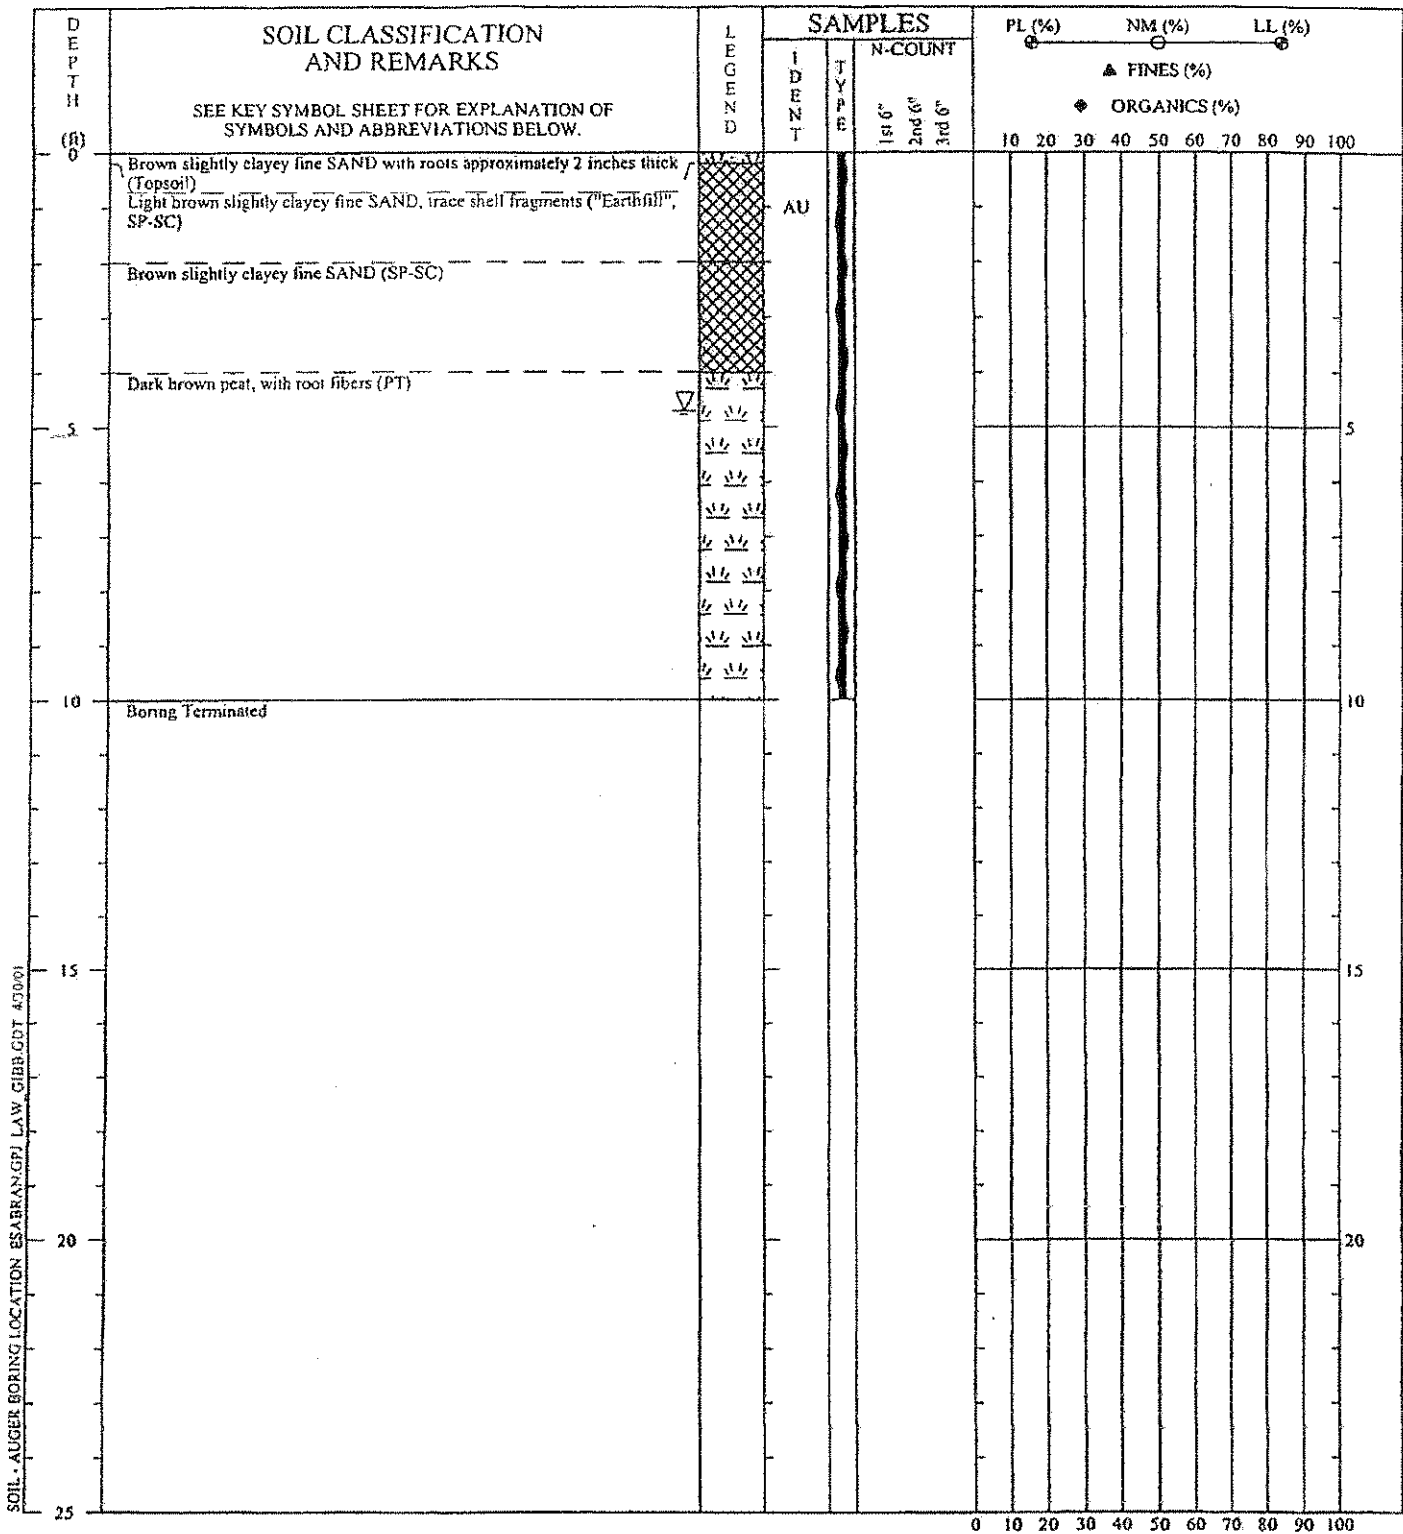 DEPTH
(ft)
SOIL CLASSIFICATION
AND REMARKS
SEE KEY SYMBOL SHEET FOR EXPLANATION OF
SYMBOLS AND ABBREVIATIONS BELOW.
LEGEND
SAMPLES
IDENT
TYPE
N-COUNT
1st 6"
2nd 6"
3rd 6"
PL (%) NM (%) LL (%)
▲ FINES (%)
◆ ORGANICS (%)
10 20 30 40 50 60 70 80 90 100
0
Brown slightly clayey fine SAND with roots approximately 2 inches thick
(Topsoil)
Light brown slightly clayey fine SAND, trace shell fragments ("Earthfill",
SP-SC)
AU
Brown slightly clayey fine SAND (SP-SC)
Dark brown peat, with root fibers (PT)
5 5
10 Boring Terminated 10
15 15
20 20
25
0 10 20 30 40 50 60 70 80 90 100
SOIL - AUGER BORING LOCATION ESABRAN.GPJ LAW_GIBB.GDT 4/30/01